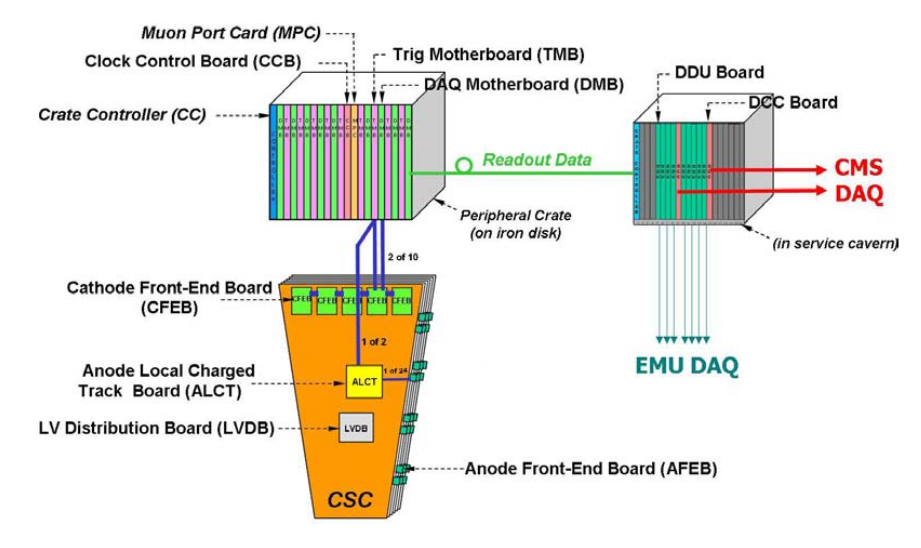 Muon Port Card (MPC)
Clock Control Board (CCB)
Trig Motherboard (TMB)
DAQ Motherboard (DMB)
Crate Controller (CC)
DDU Board
DCC Board
CONTROLLER
Readout Data
CMS
DAQ
Peripheral Crate
(on iron disk)
(in service cavern)
2 of 10
Cathode Front-End Board
(CFEB)
CFEB CFEB CFEB CFEB CFEB
1 of 2
EMU DAQ
Anode Local Charged
Track Board (ALCT)
ALCT
1 of 24
LV Distribution Board (LVDB)
LVDB
Anode Front-End Board (AFEB)
CSC